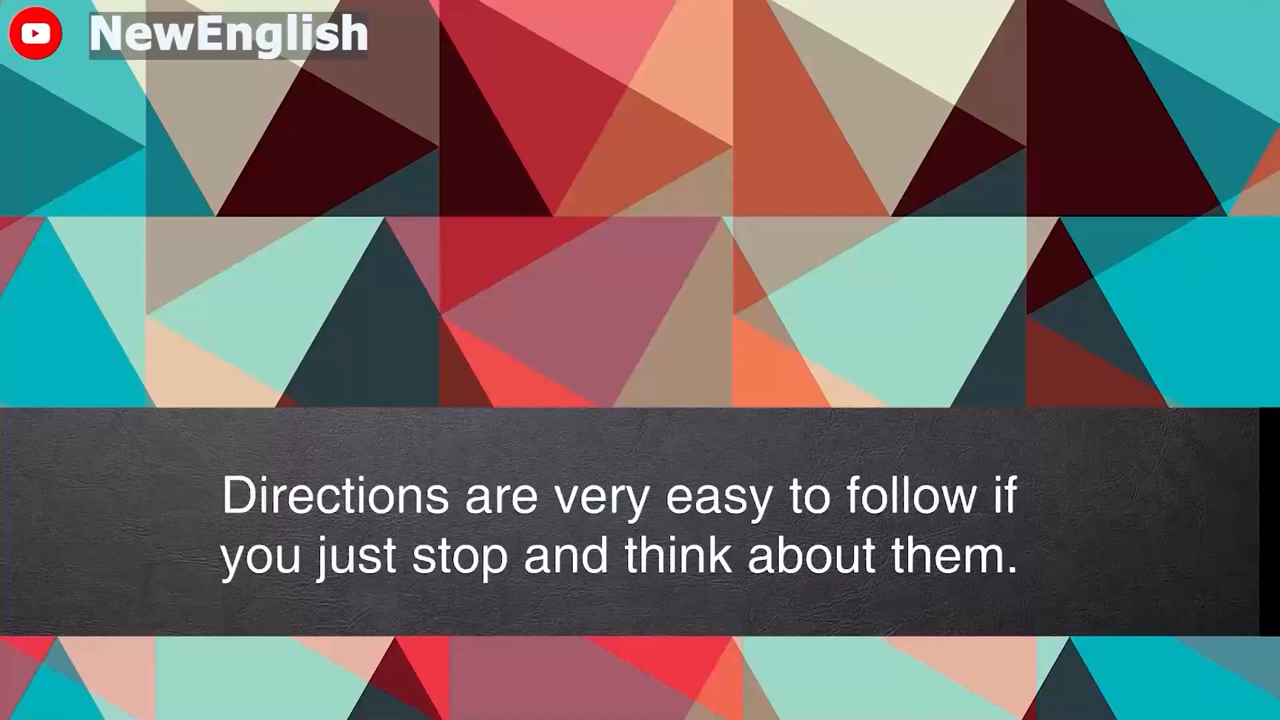 NewEnglish
Directions are very easy to follow if
you just stop and think about them.